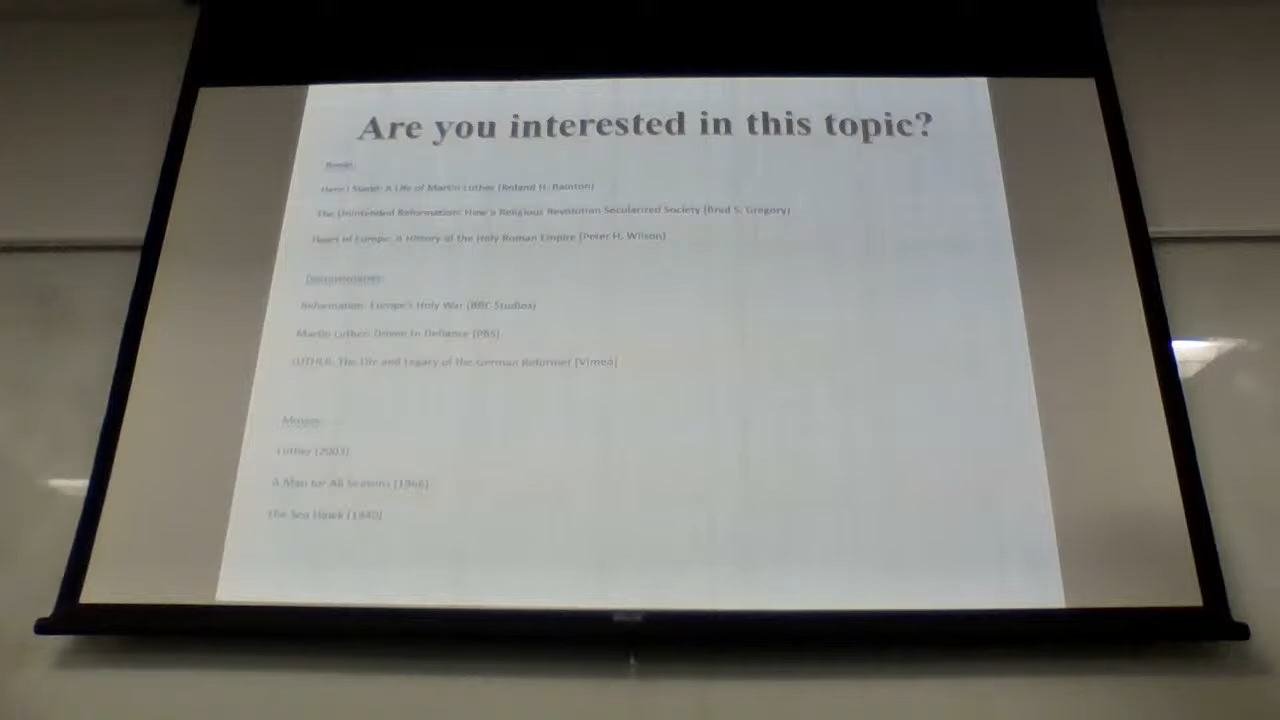 Are you interested in this topic?
Books:
Here I Stand: A Life of Martin Luther (Roland H. Bainton)
The Unintended Reformation: How a Religious Revolution Secularized Society (Brad S. Gregory)
Heart of Europe: A History of the Holy Roman Empire (Peter H. Wilson)
Documentaries:
Reformation: Europe's Holy War (BBC Studios)
Martin Luther: Driven to Defiance (PBS)
LUTHER: The Life and Legacy of the German Reformer (Vimeo)
Movies:
Luther (2003)
A Man for All Seasons (1966)
The Sea Hawk (1940)